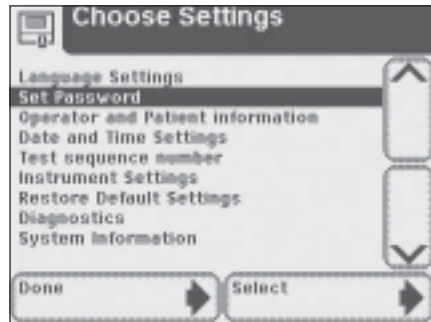 Choose Settings
Language Settings
Set Password
Operator and Patient information
Date and Time Settings
Test sequence number
Instrument Settings
Restore Default Settings
Diagnostics
System Information
Done
Select